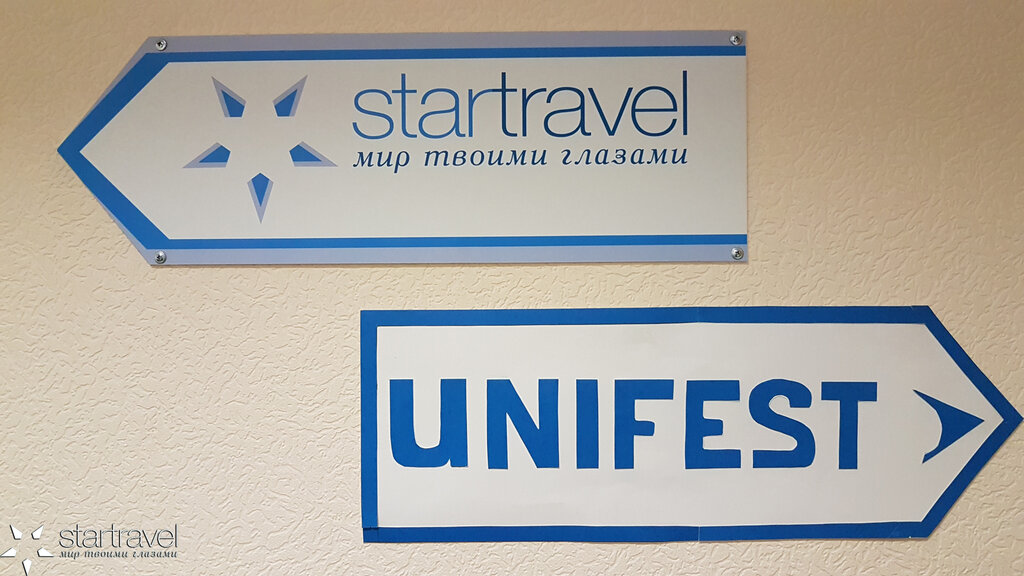 startravel
мир твоими глазами
UNIFEST
startravel
мир твоими глазами